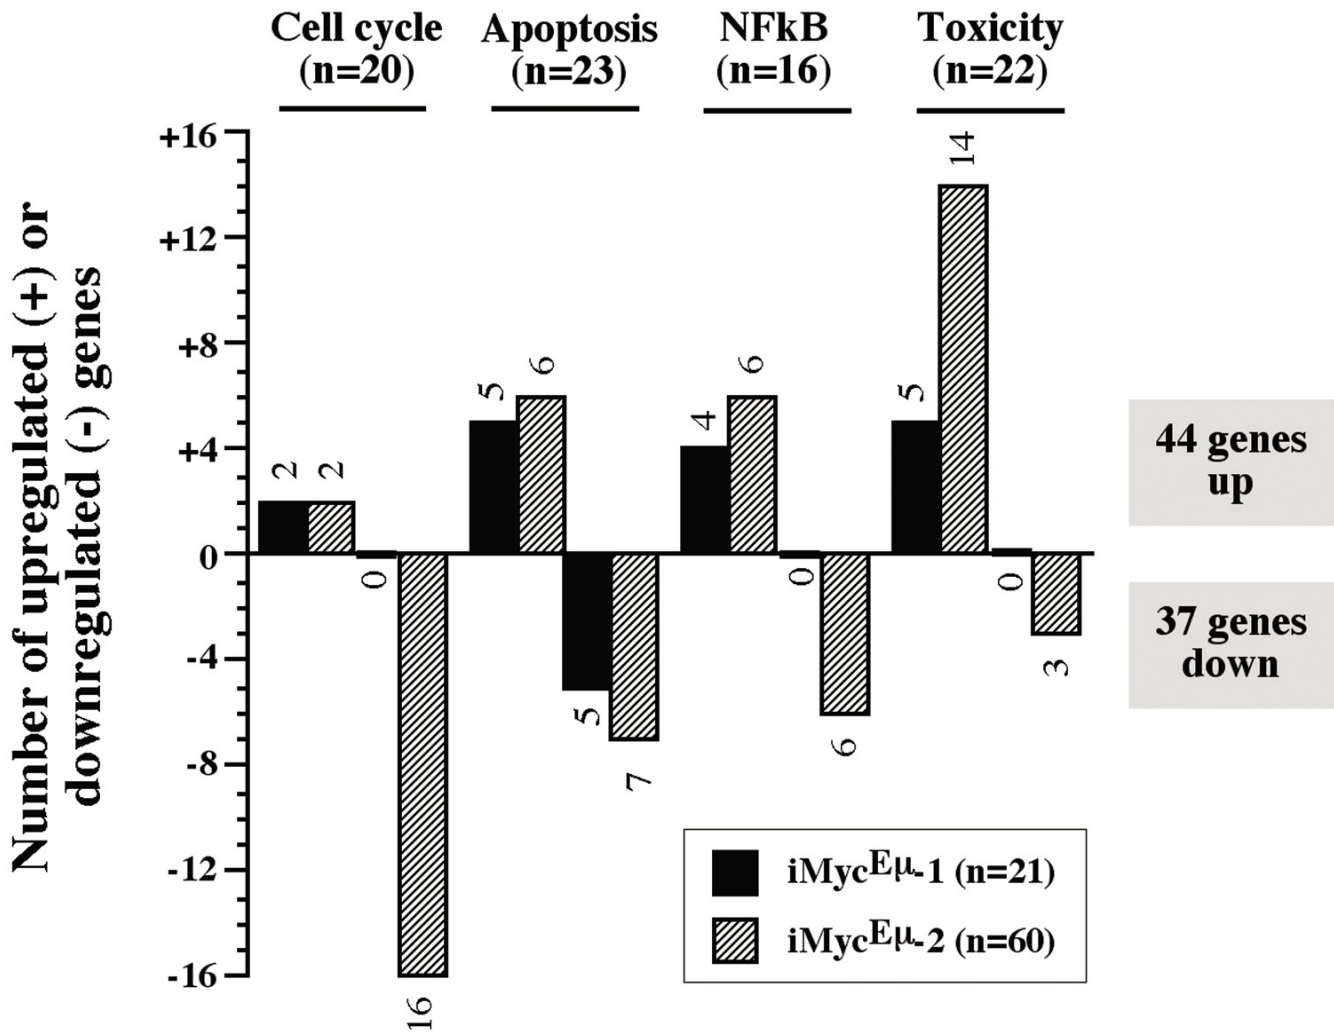 Cell cycle
(n=20)
Apoptosis
(n=23)
NFkB
(n=16)
Toxicity
(n=22)
Number of upregulated (+) or
downregulated (-) genes
+16
+12
+8
+4
0
-4
-8
-12
-16
2
2
0
16
5
6
5
7
4
6
0
6
5
14
0
3
44 genes
up
37 genes
down
iMycEμ-1 (n=21)
iMycEμ-2 (n=60)